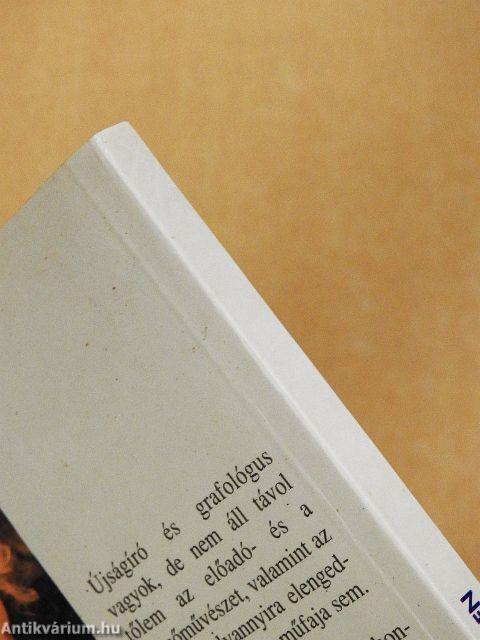 Újságíró és grafológus
vagyok, de nem áll távol
tőlem az előadó- és a
művészet, valamint az
elenged-
műfaja sem.
Antikvárium.hu